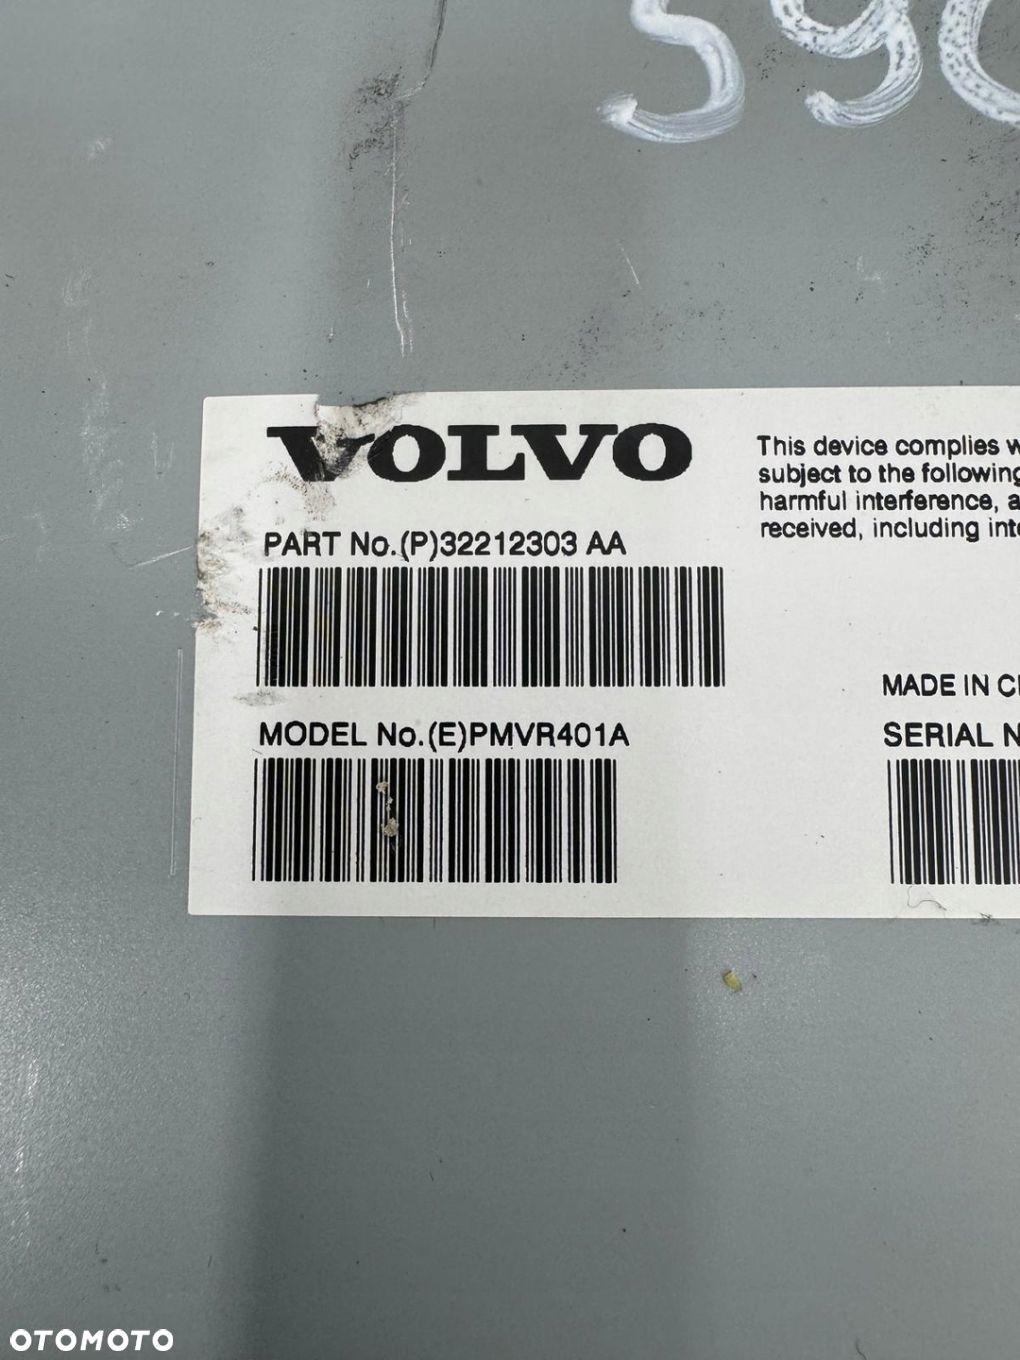 VOLVO
PART No.(P)32212303 AA
MODEL No.(E)PMVR401A
This device complies w
subject to the following
harmful interference, a
received, including inte
MADE IN C
SERIAL N
OTOMOTO